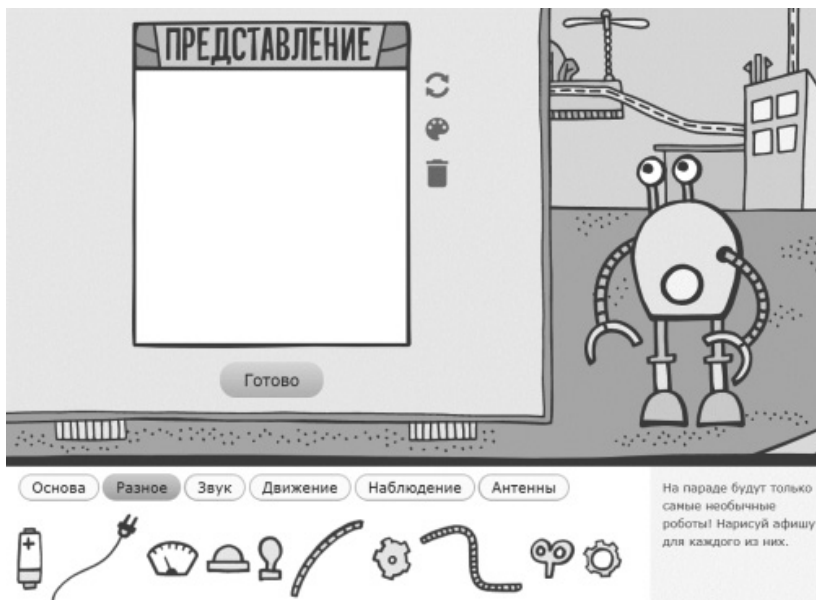 ПРЕДСТАВЛЕНИЕ
Готово
Основа Разное Звук Движение Наблюдение Антенны
На параде будут только
самые необычные
роботы! Нарисуй афишу
для каждого из них.